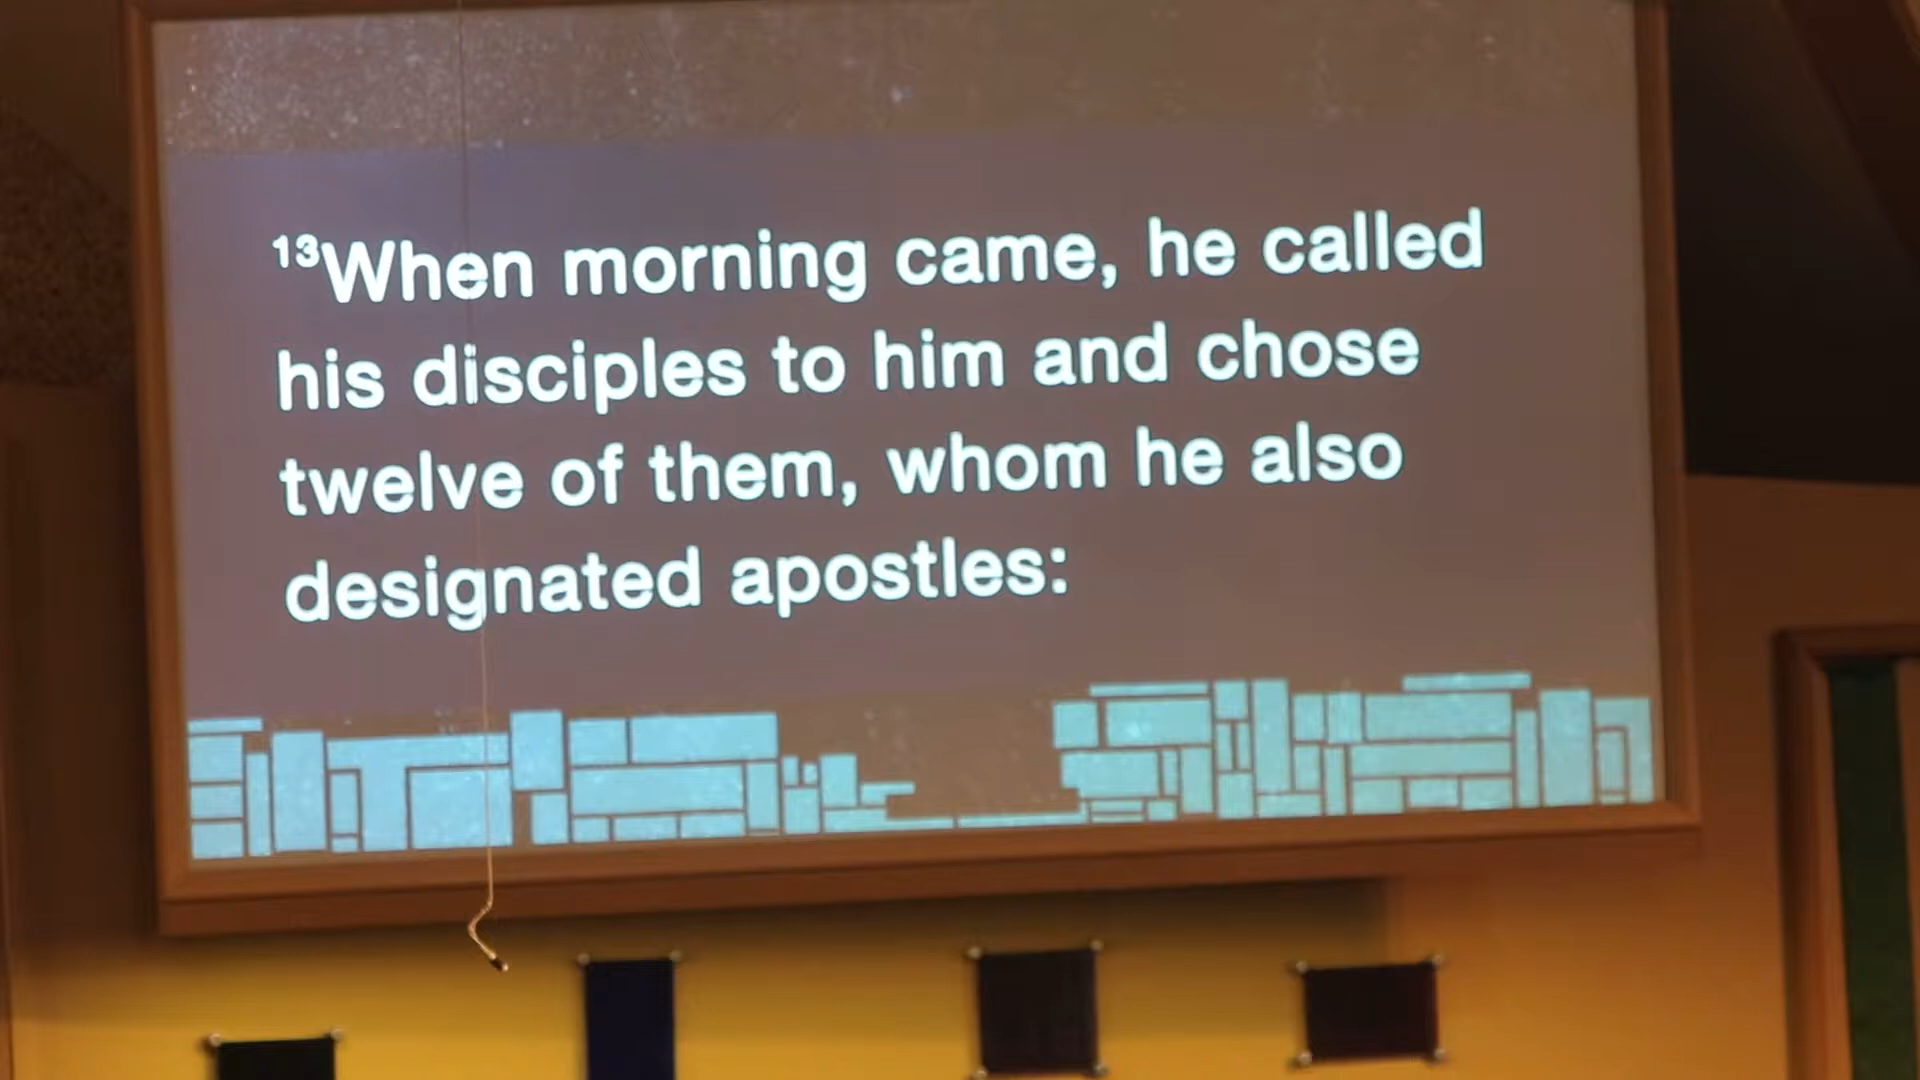 ¹³When morning came, he called
his disciples to him and chose
twelve of them, whom he also
designated apostles: